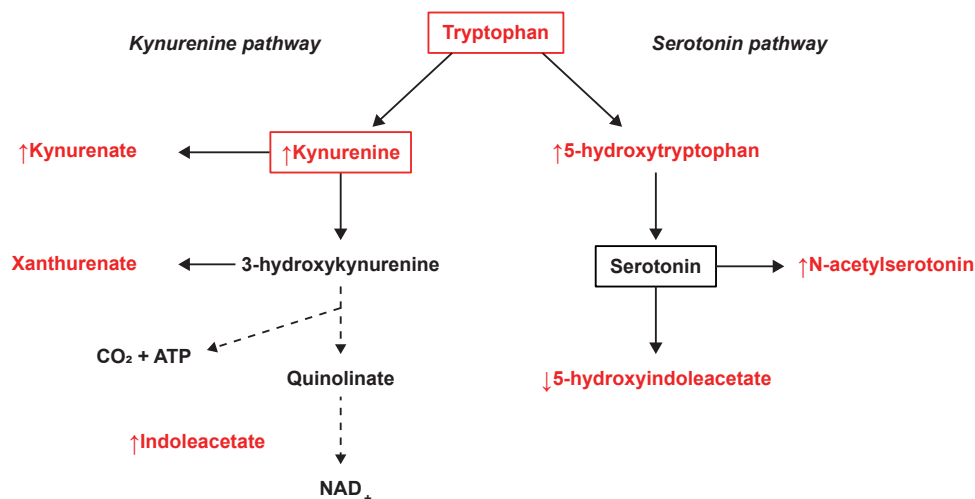 Tryptophan
Kynurenine pathway
Serotonin pathway
↑Kynurenate
↑Kynurenine
↑5-hydroxytryptophan
Xanthurenate
3-hydroxykynurenine
Serotonin
↑N-acetylserotonin
CO₂ + ATP
Quinolinate
↓5-hydroxyindoleacetate
↑Indoleacetate
NAD₊